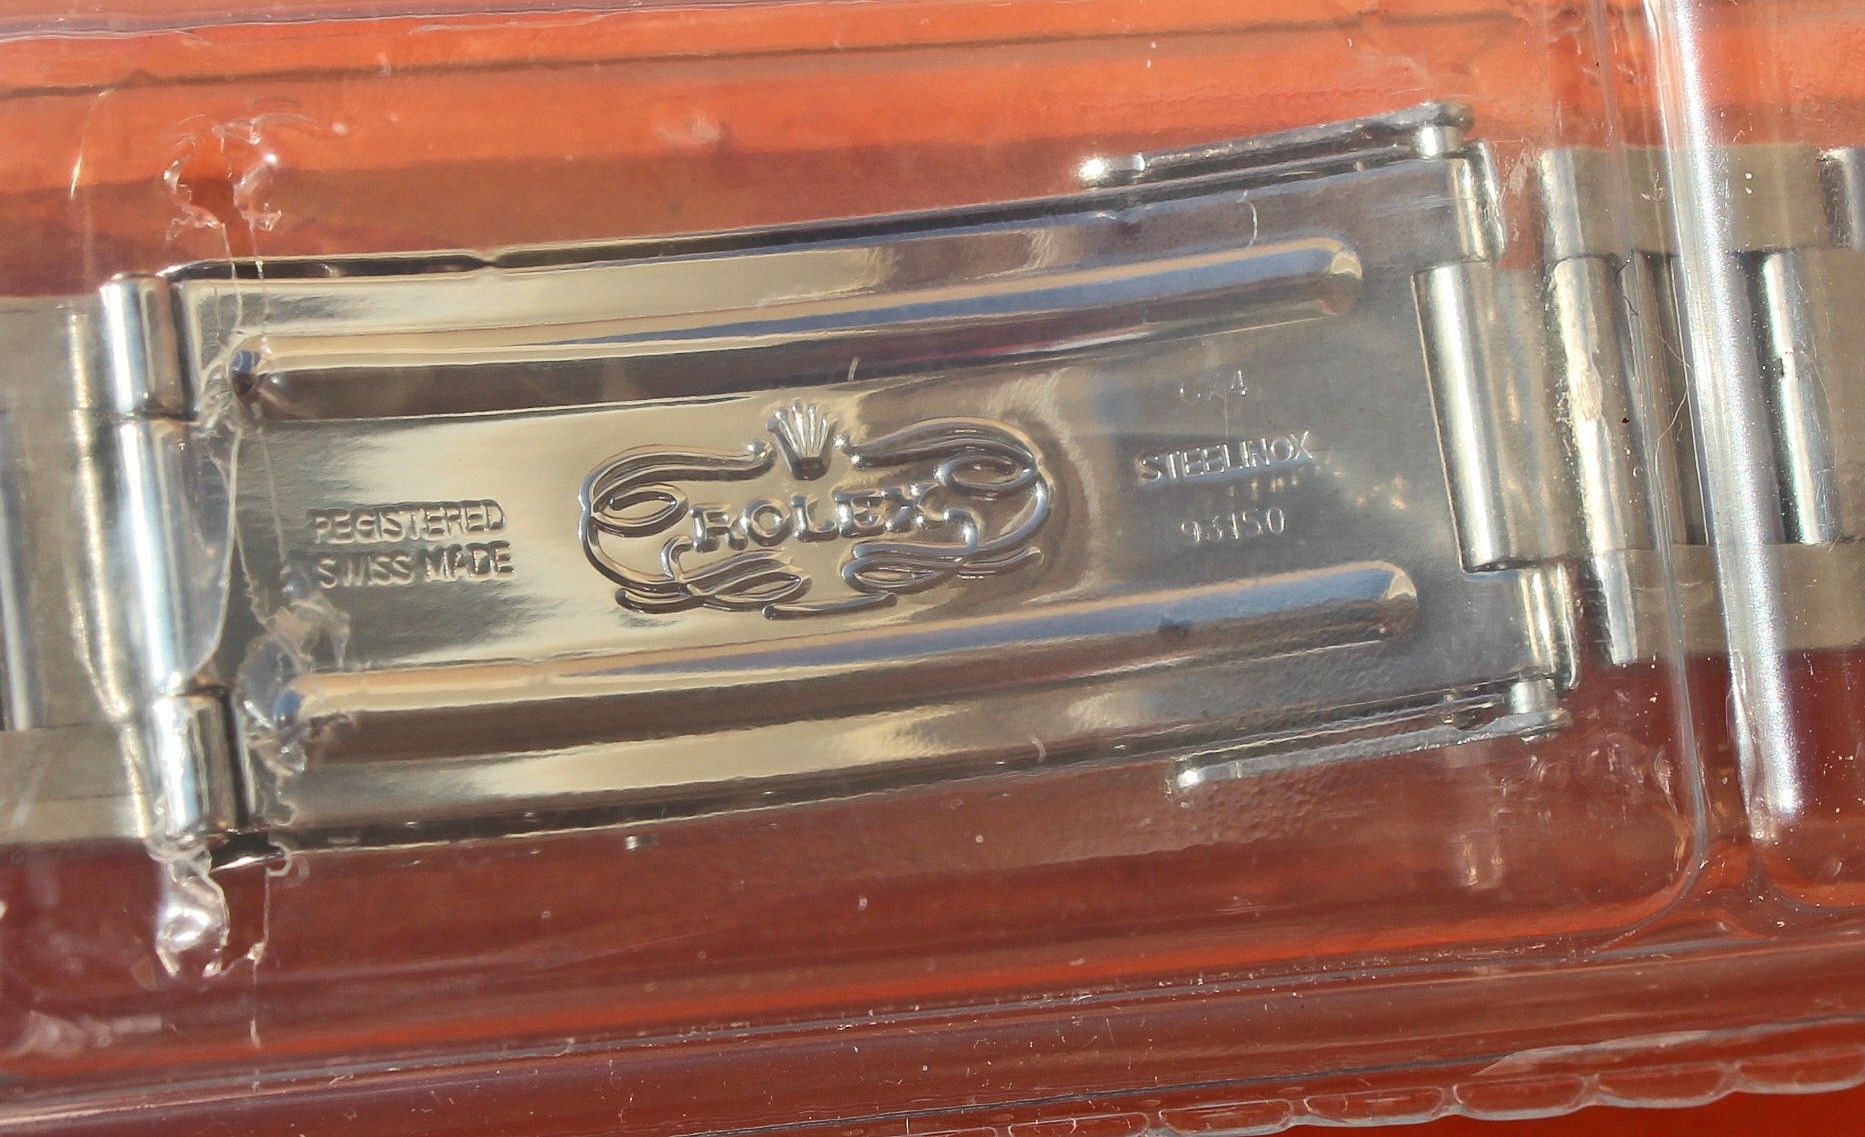 REGISTERED
SWISS MADE
ROLEX
STEELINOX
93150